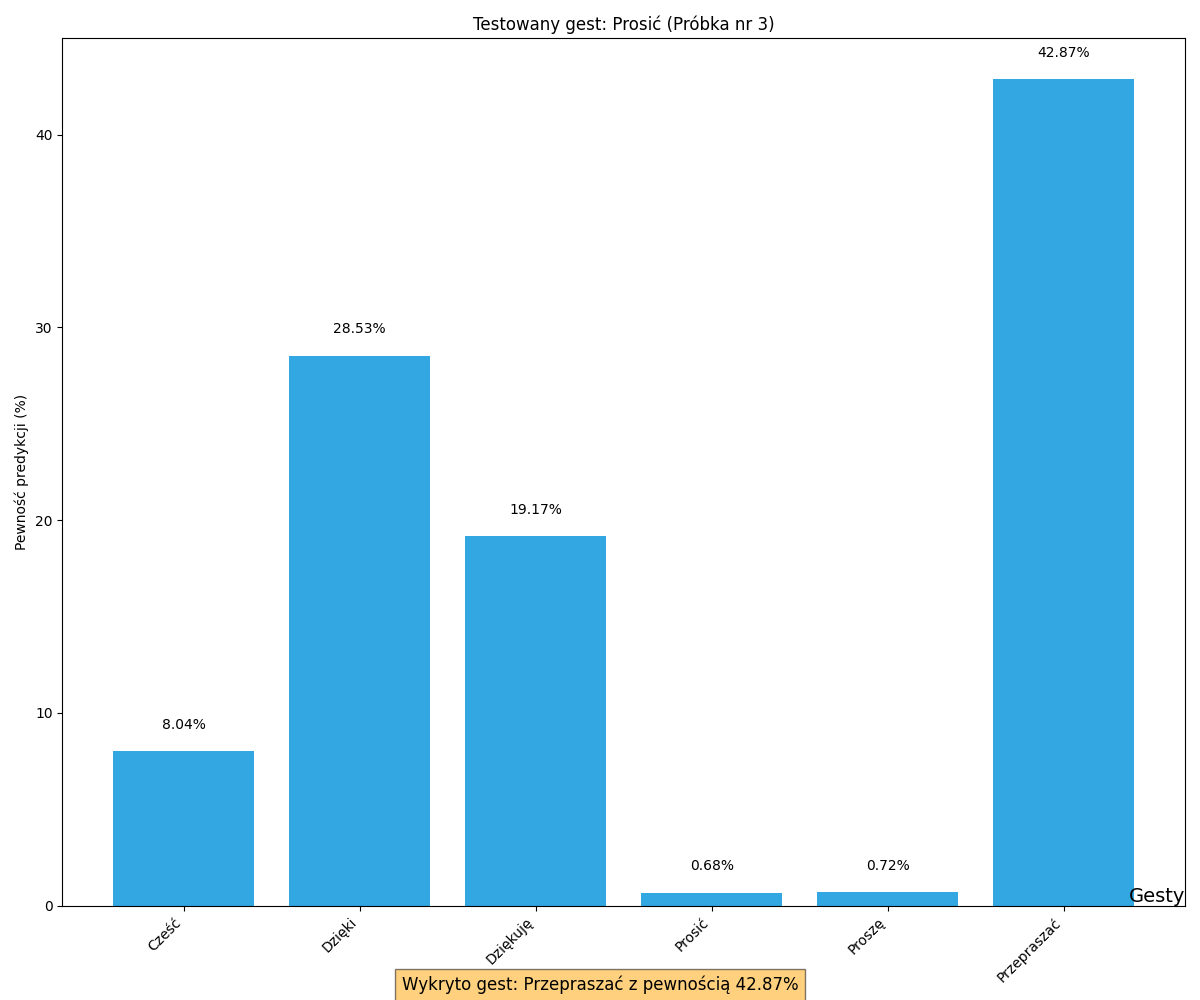 Testowany gest: Prosić (Próbka nr 3)
42.87%
40
30
28.53%
Pewność predykcji (%)
20
19.17%
10
8.04%
0.68%
0.72%
0
Gesty
Cześć
Dzięki
Dziękuję
Prosić
Proszę
Przepraszać
Wykryto gest: Przepraszać z pewnością 42.87%